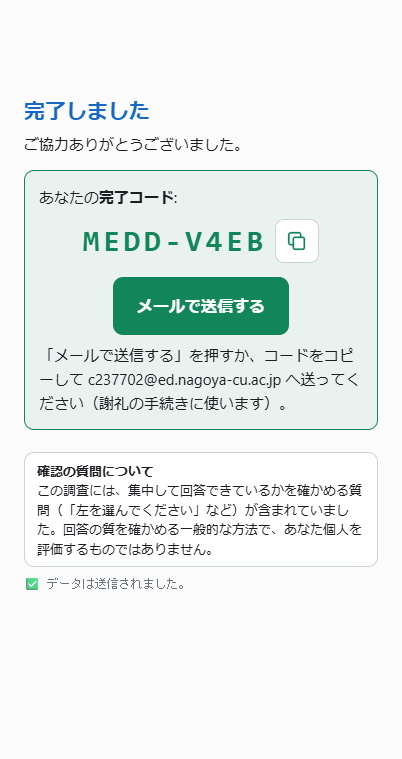 完了しました
ご協力ありがとうございました。
あなたの完了コード:
MEDD-V4EB
メールで送信する
「メールで送信する」を押すか、コードをコピ
ーして c237702@ed.nagoya-cu.ac.jp へ送ってく
ださい（謝礼の手続きに使います）。
確認の質問について
この調査には、集中して回答できているかを確かめる質
問（「左を選んでください」など）が含まれていまし
た。回答の質を確かめる一般的な方法で、あなた個人を
評価するものではありません。
データは送信されました。